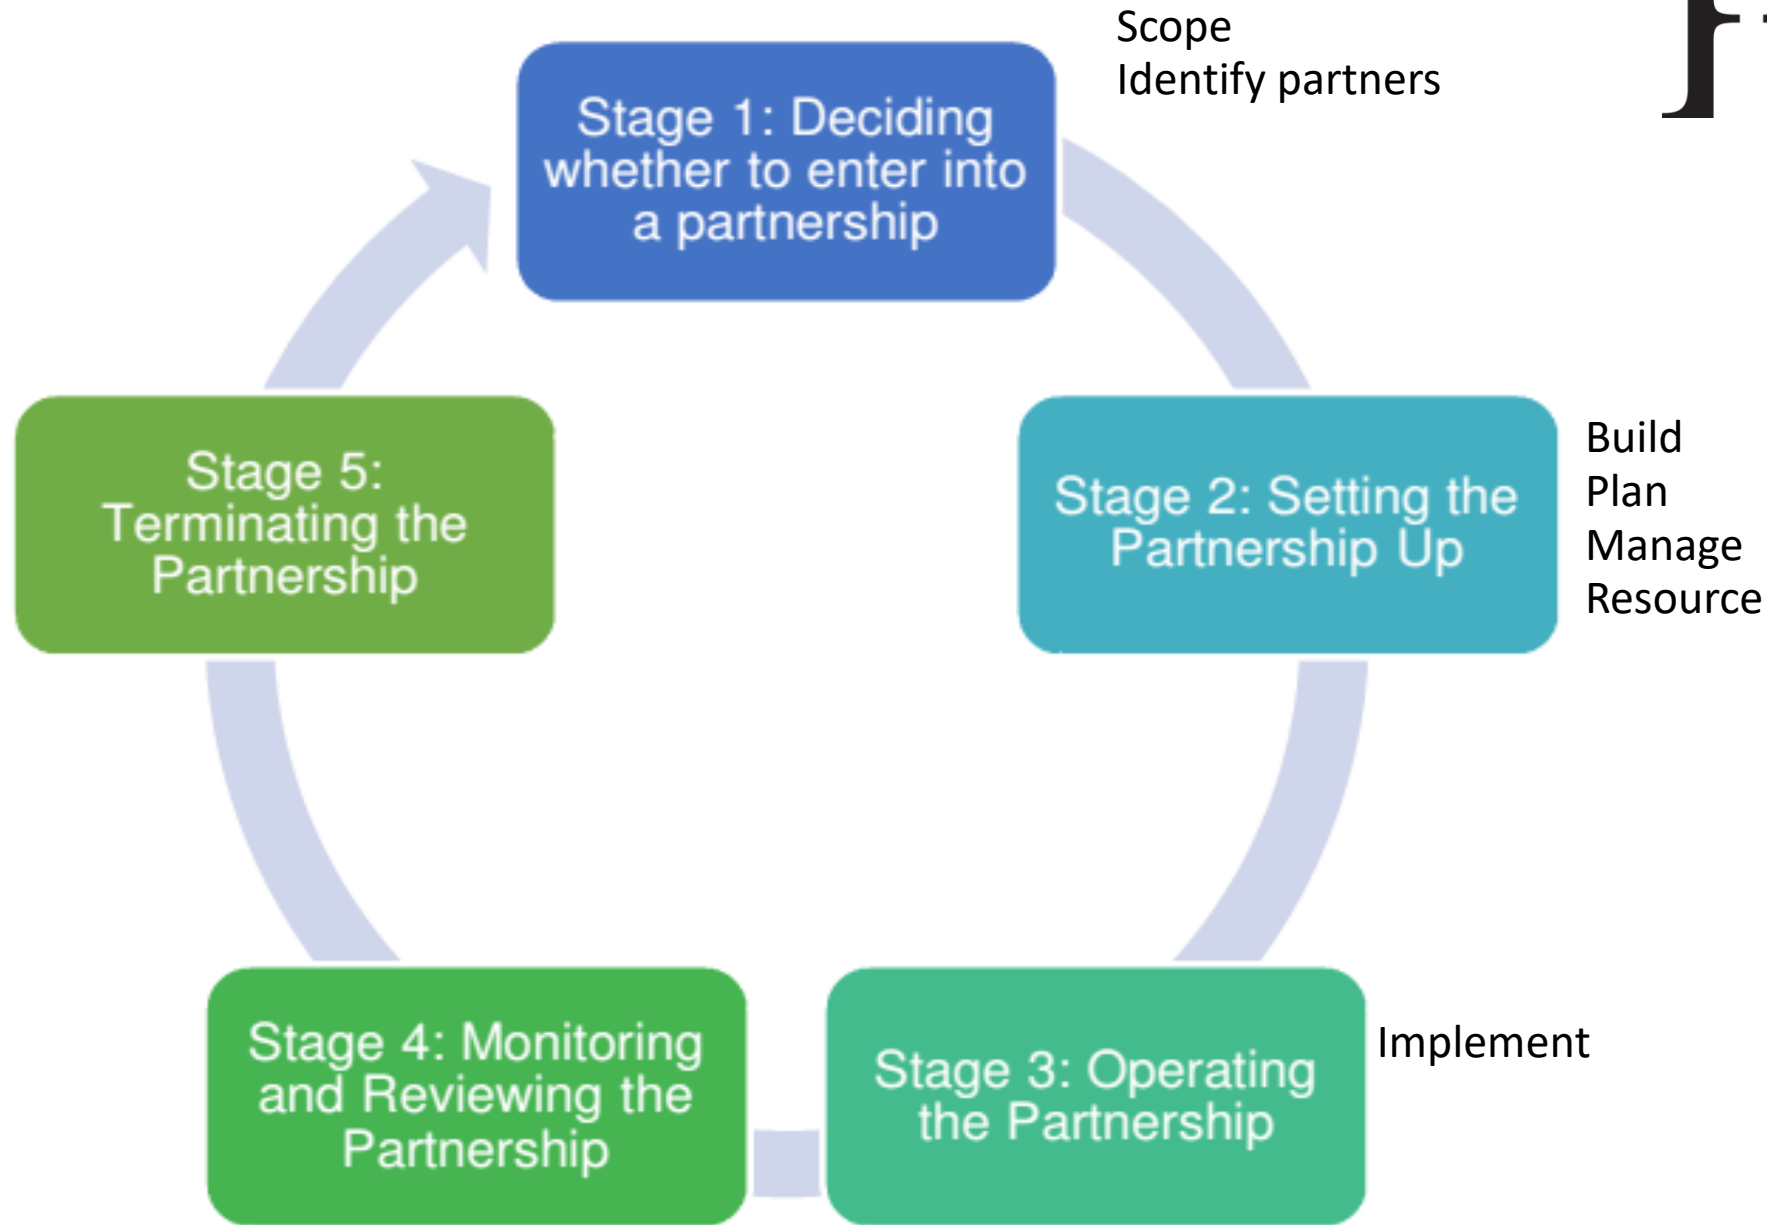 Scope
Identify partners
Stage 1: Deciding
whether to enter into
a partnership
Stage 2: Setting the
Partnership Up
Build
Plan
Manage
Resource
Stage 3: Operating
the Partnership
Implement
Stage 4: Monitoring
and Reviewing the
Partnership
Stage 5:
Terminating the
Partnership